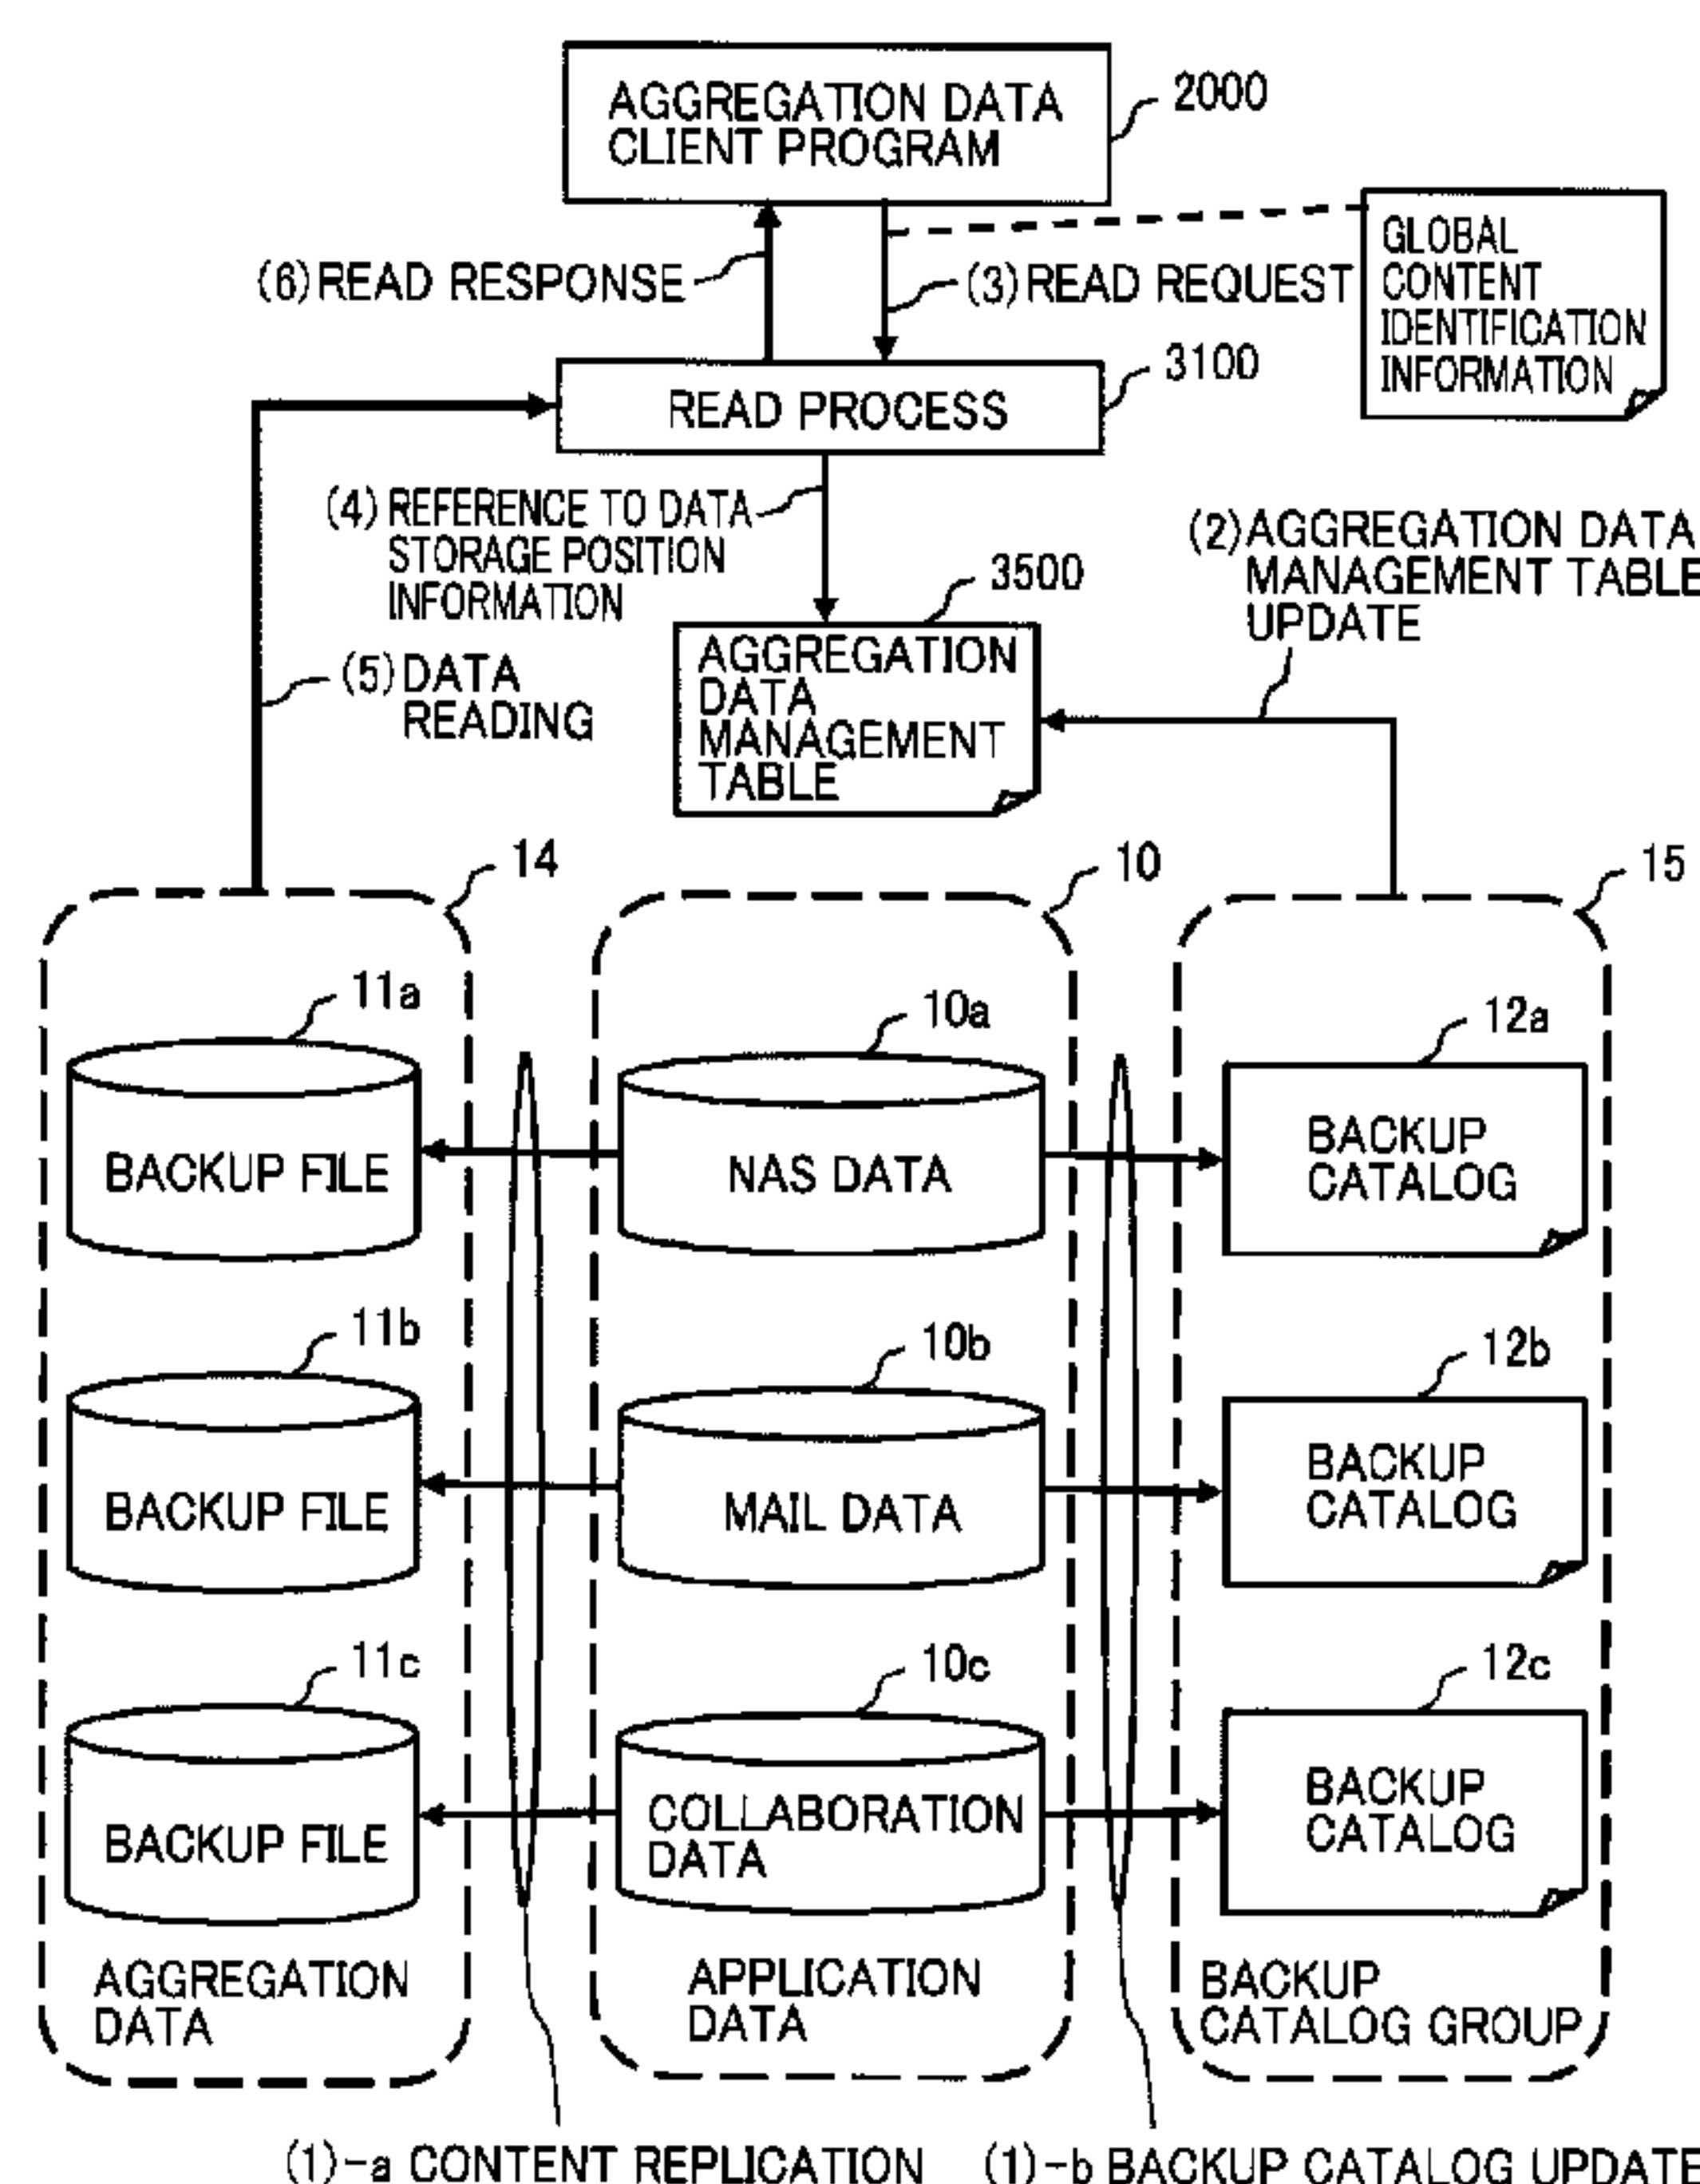 AGGREGATION DATA
CLIENT PROGRAM
2000
GLOBAL
CONTENT
IDENTIFICATION
INFORMATION
(6)READ RESPONSE
(3)READ REQUEST
3100
READ PROCESS
(4)REFERENCE TO DATA
STORAGE POSITION
INFORMATION
(2)AGGREGATION DATA
MANAGEMENT TABLE
UPDATE
3500
AGGREGATION
DATA
MANAGEMENT
TABLE
(5)DATA
READING
14
10
15
11a
10a
12a
BACKUP FILE
NAS DATA
BACKUP
CATALOG
11b
10b
12b
BACKUP FILE
MAIL DATA
BACKUP
CATALOG
11c
10c
12c
BACKUP FILE
COLLABORATION
DATA
BACKUP
CATALOG
AGGREGATION
DATA
APPLICATION
DATA
BACKUP
CATALOG GROUP
(1)-a CONTENT REPLICATION
(1)-b BACKUP CATALOG UPDATE